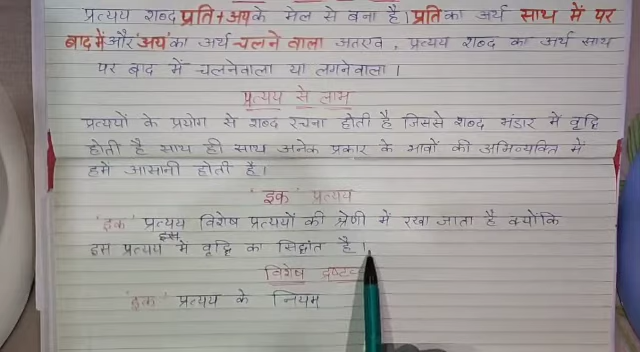 प्रत्यय शब्द प्रति+अय के मेल से बना है। प्रति का अर्थ साथ में पर
बाद में और 'अय' का अर्थ चलने वाला अतएव, प्रत्यय शब्द का अर्थ साथ
पर बाद में चलनेवाला या लगनेवाला।
प्रत्यय से लाभ
प्रत्ययों के प्रयोग से शब्द रचना होती है जिससे शब्द भंडार में वृद्धि
होती है साथ ही साथ अनेक प्रकार के भावों की अभिव्यक्ति में
हमें आसानी होती है।
'इक' प्रत्यय
'इक' प्रत्यय विशेष प्रत्ययों की श्रेणी में रखा जाता है क्योंकि
इस प्रत्यय में इस वृद्धि का सिद्धांत है।
विशेष
'इक' प्रत्यय के नियम